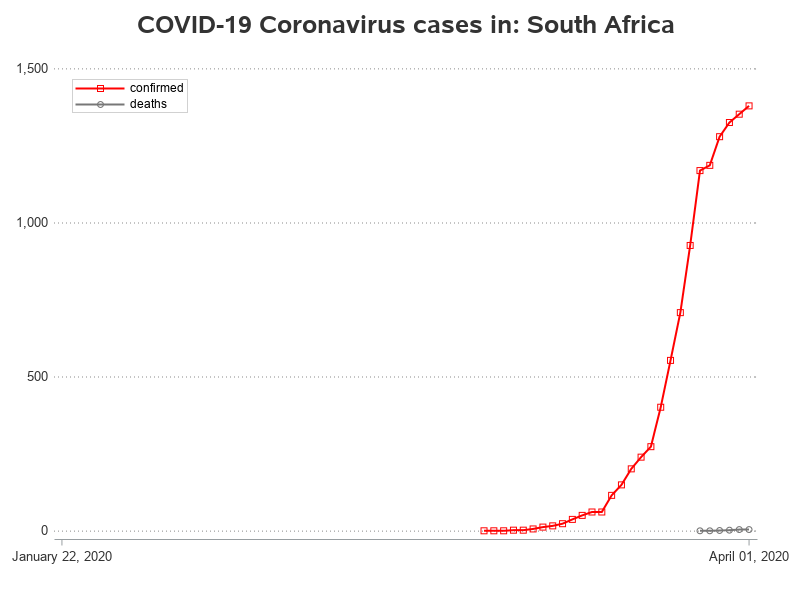 COVID-19 Coronavirus cases in: South Africa
1,500
confirmed
deaths
1,000
500
0
January 22, 2020
April 01, 2020